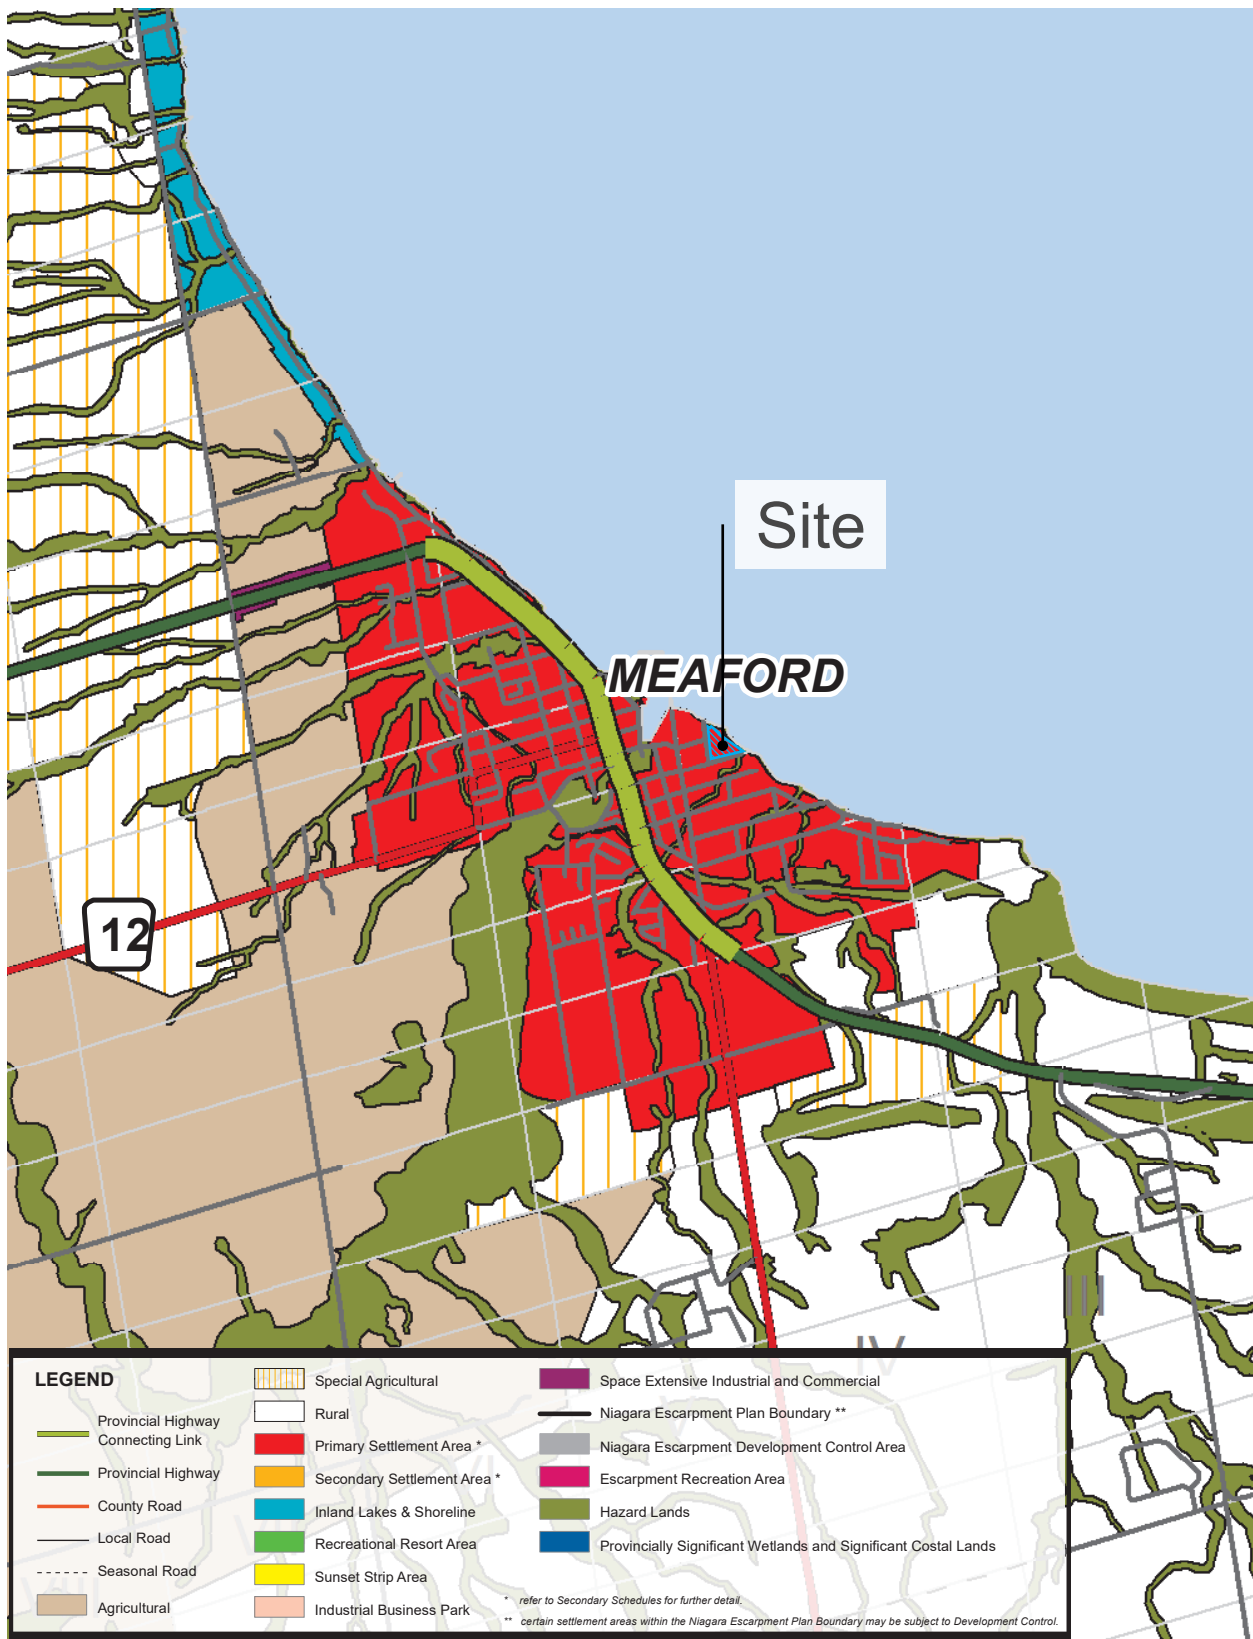 Site
MEAFORD
12
III
IV
LEGEND
Provincial Highway
Connecting Link
Provincial Highway
County Road
Local Road
Seasonal Road
Agricultural
Special Agricultural
Rural
Primary Settlement Area *
Secondary Settlement Area *
Inland Lakes & Shoreline
Recreational Resort Area
Sunset Strip Area
Industrial Business Park
Space Extensive Industrial and Commercial
Niagara Escarpment Plan Boundary **
Niagara Escarpment Development Control Area
Escarpment Recreation Area
Hazard Lands
Provincially Significant Wetlands and Significant Costal Lands
* refer to Secondary Schedules for further detail.
** certain settlement areas within the Niagara Escarpment Plan Boundary may be subject to Development Control.